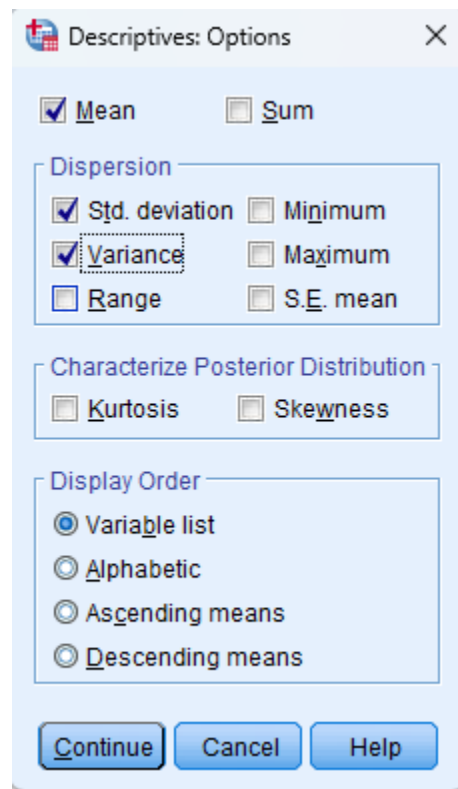 Descriptives: Options
Mean Sum
Dispersion
Std. deviation Minimum
Variance Maximum
Range S.E. mean
Characterize Posterior Distribution
Kurtosis Skewness
Display Order
Variable list
Alphabetic
Ascending means
Descending means
Continue Cancel Help